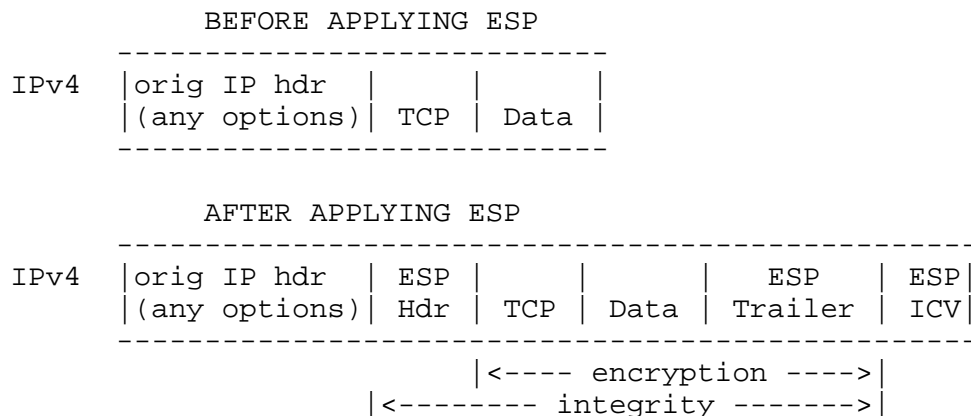 BEFORE APPLYING ESP
----------------------------
IPv4 |orig IP hdr | | |
|(any options)| TCP | Data |
----------------------------
AFTER APPLYING ESP
-------------------------------------------------
IPv4 |orig IP hdr | ESP | | | ESP | ESP|
|(any options)| Hdr | TCP | Data | Trailer | ICV|
-------------------------------------------------
|<---- encryption ---->|
|<-------- integrity ------->|